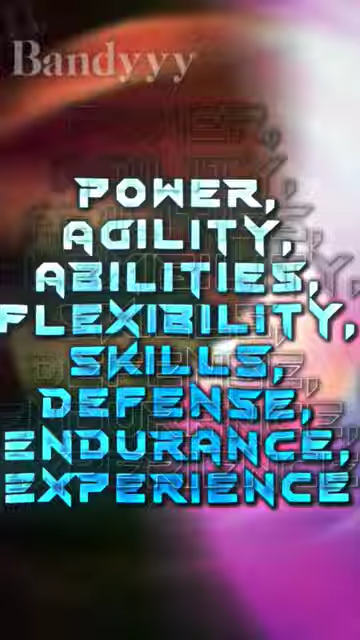 Bandyyy
POWER,
AGILITY,
ABILITIES,
FLEXIBILITY,
SKILLS,
DEFENSE,
ENDURANCE,
EXPERIENCE